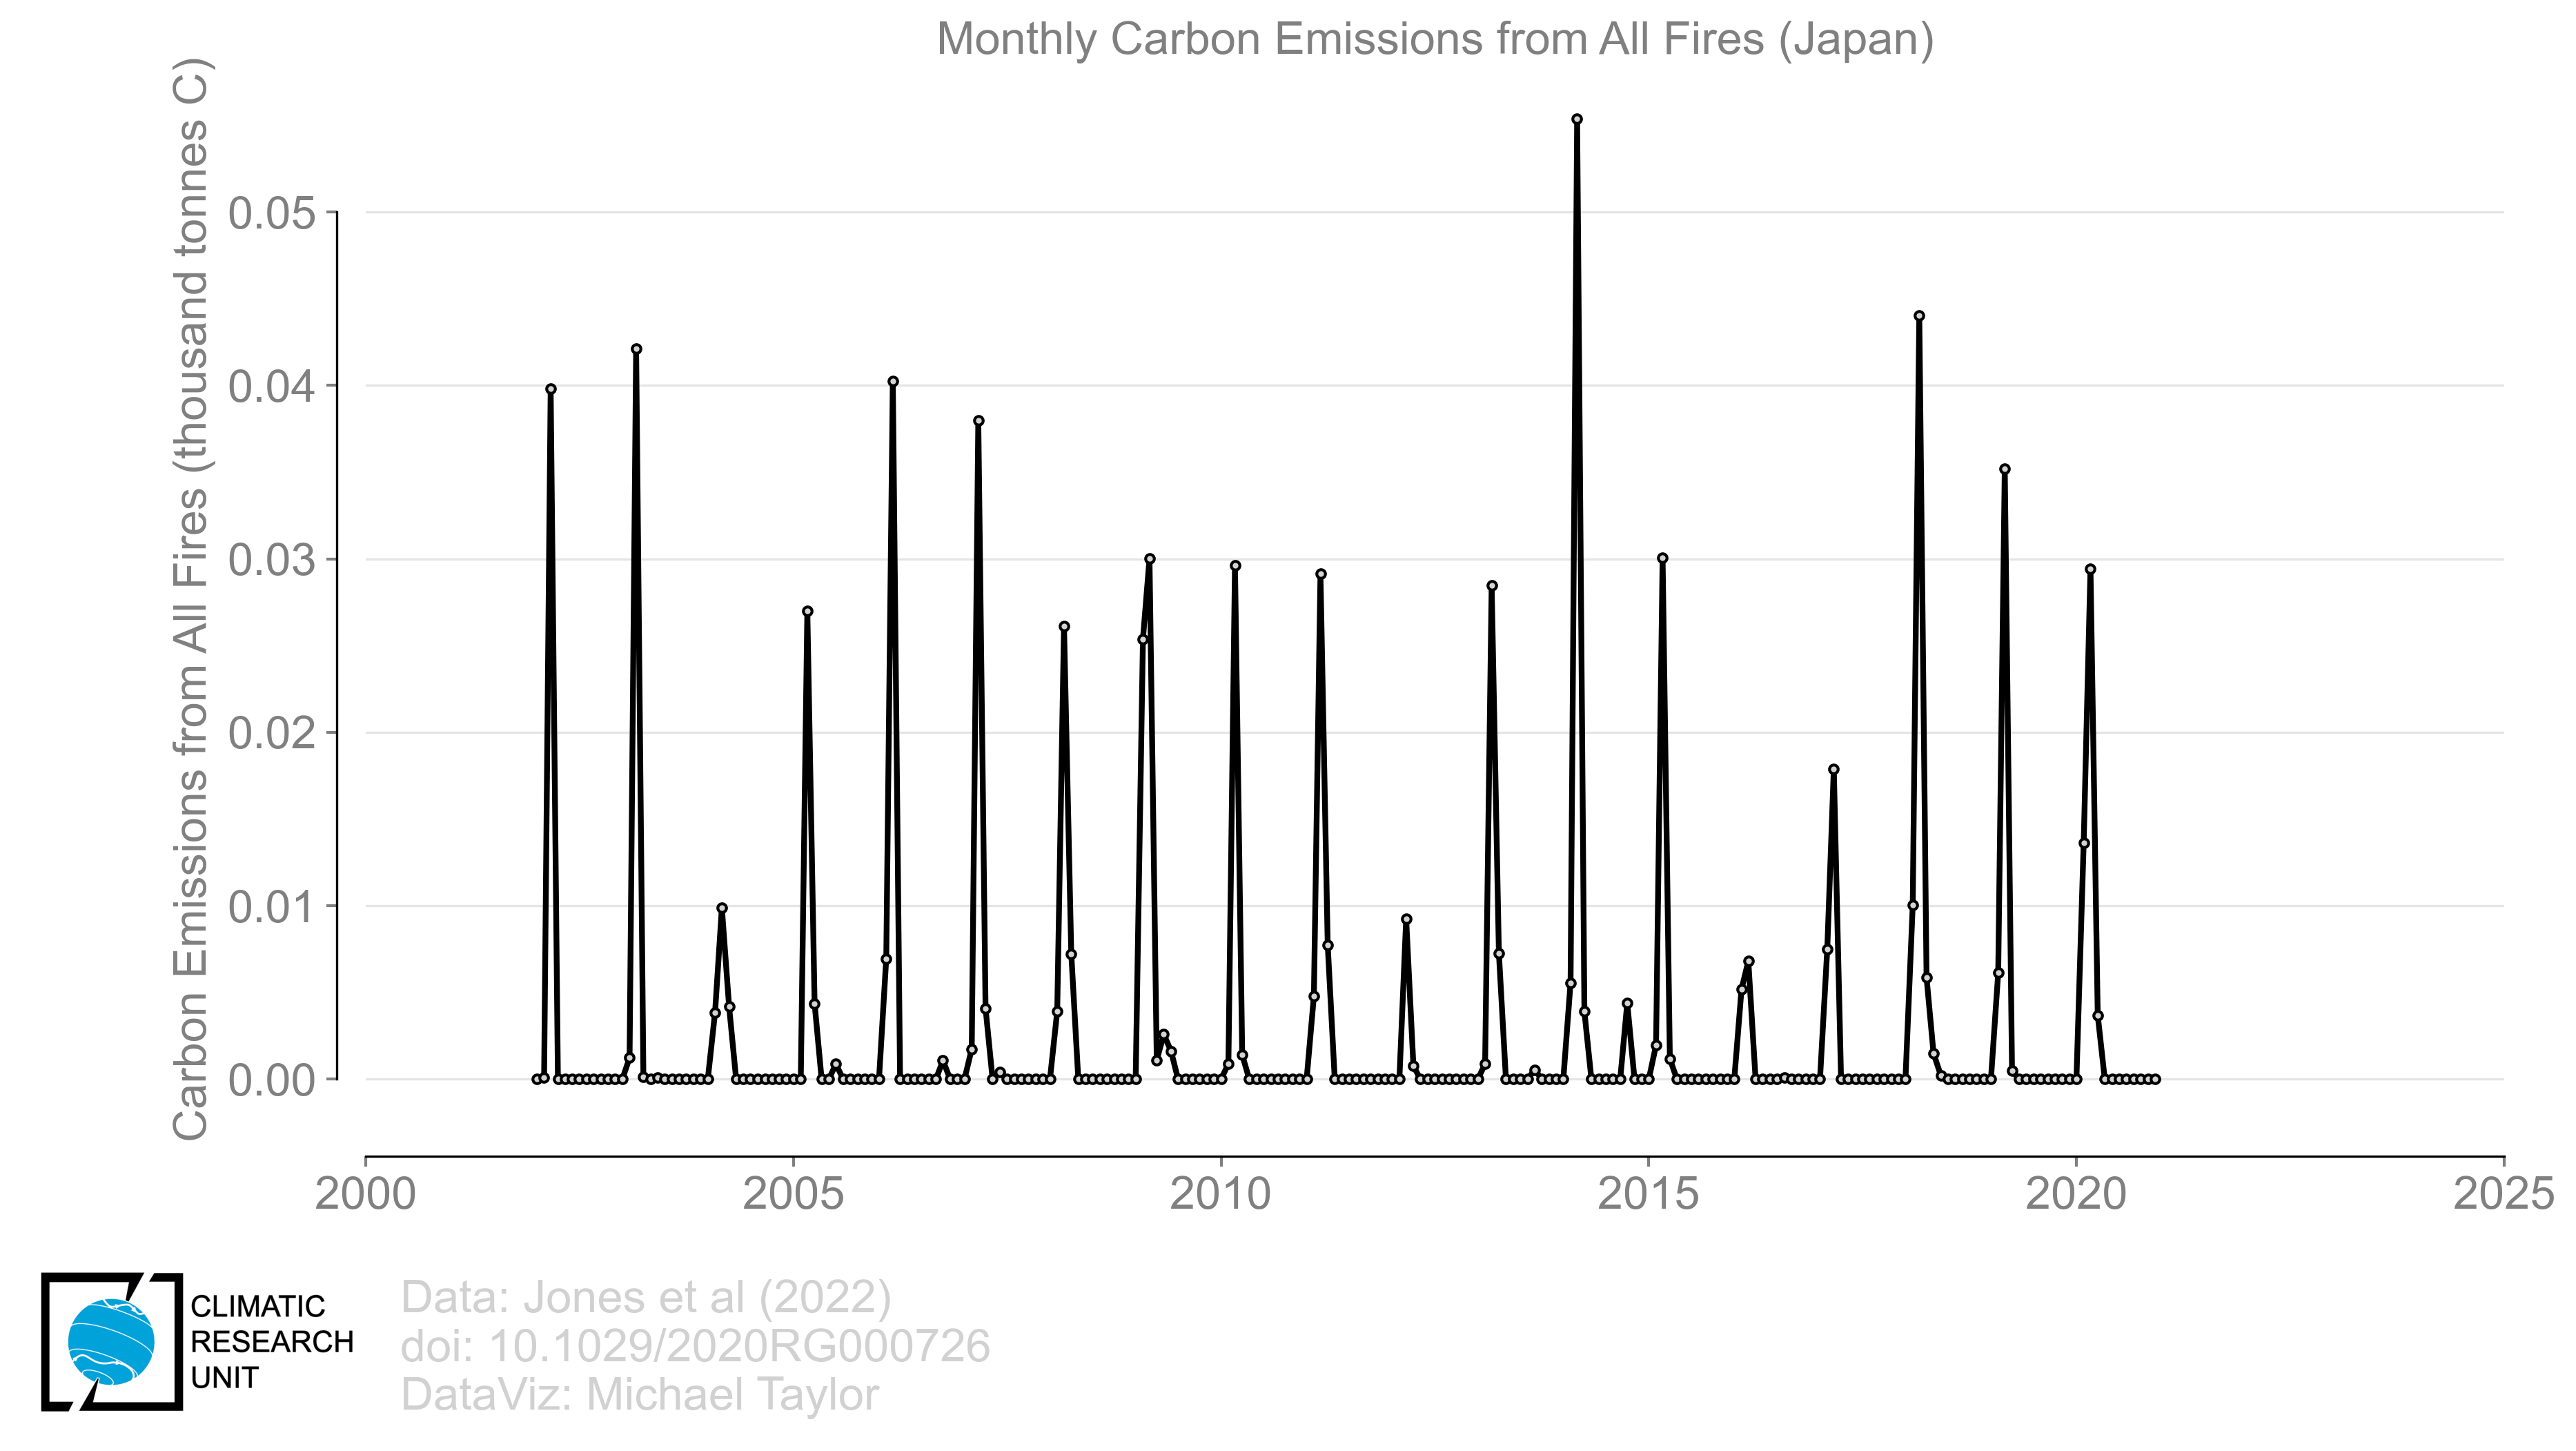 Monthly Carbon Emissions from All Fires (Japan)
Carbon Emissions from All Fires (thousand tonnes C)
0.05
0.04
0.03
0.02
0.01
0.00
2000 2005 2010 2015 2020 2025
CLIMATIC
RESEARCH
UNIT
Data: Jones et al (2022)
doi: 10.1029/2020RG000726
DataViz: Michael Taylor